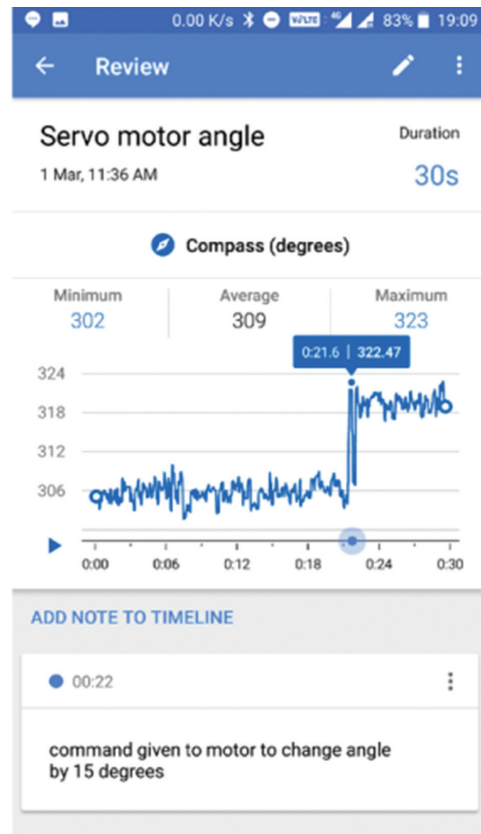 0.00 K/s VoLTE 4G 83% 19:09
Review
Servo motor angle
Duration
1 Mar, 11:36 AM
30s
Compass (degrees)
Minimum Average Maximum
302 309 323
0:21.6 | 322.47
324
318
312
306
0:00 0:06 0:12 0:18 0:24 0:30
ADD NOTE TO TIMELINE
00:22
command given to motor to change angle
by 15 degrees